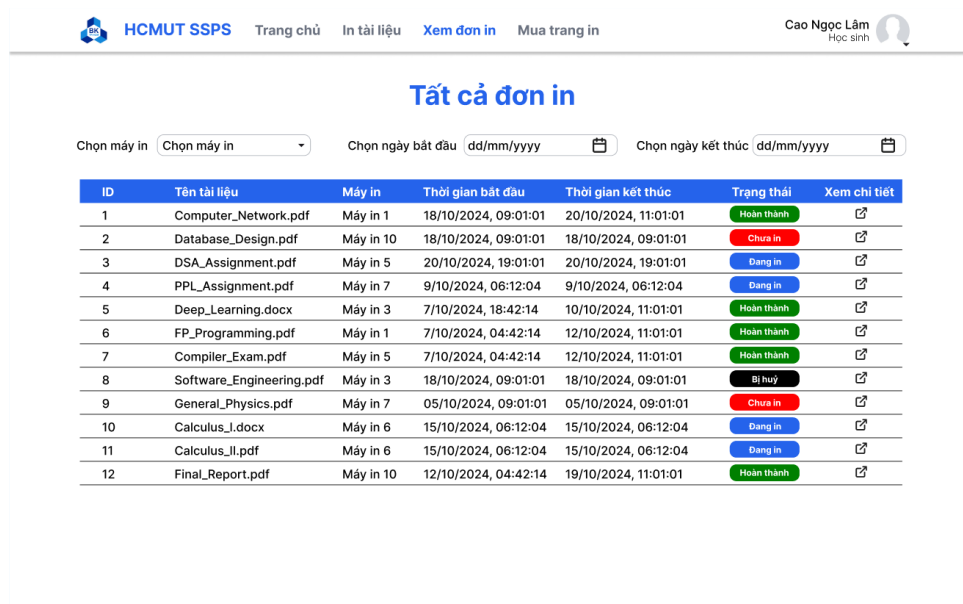 BK HCMUT SSPS Trang chủ In tài liệu Xem đơn in Mua trang in Cao Ngọc Lâm
Học sinh
Tất cả đơn in
Chọn máy in Chọn máy in Chọn ngày bắt đầu dd/mm/yyyy Chọn ngày kết thúc dd/mm/yyyy
ID Tên tài liệu Máy in Thời gian bắt đầu Thời gian kết thúc Trạng thái Xem chi tiết
1 Computer_Network.pdf Máy in 1 18/10/2024, 09:01:01 20/10/2024, 11:01:01 Hoàn thành
2 Database_Design.pdf Máy in 10 18/10/2024, 09:01:01 18/10/2024, 09:01:01 Chưa in
3 DSA_Assignment.pdf Máy in 5 20/10/2024, 19:01:01 20/10/2024, 19:01:01 Đang in
4 PPL_Assignment.pdf Máy in 7 9/10/2024, 06:12:04 9/10/2024, 06:12:04 Đang in
5 Deep_Learning.docx Máy in 3 7/10/2024, 18:42:14 10/10/2024, 11:01:01 Hoàn thành
6 FP_Programming.pdf Máy in 1 7/10/2024, 04:42:14 12/10/2024, 11:01:01 Hoàn thành
7 Compiler_Exam.pdf Máy in 5 7/10/2024, 04:42:14 12/10/2024, 11:01:01 Hoàn thành
8 Software_Engineering.pdf Máy in 3 18/10/2024, 09:01:01 18/10/2024, 09:01:01 Bị huỷ
9 General_Physics.pdf Máy in 7 05/10/2024, 09:01:01 05/10/2024, 09:01:01 Chưa in
10 Calculus_I.docx Máy in 6 15/10/2024, 06:12:04 15/10/2024, 06:12:04 Đang in
11 Calculus_II.pdf Máy in 6 15/10/2024, 06:12:04 15/10/2024, 06:12:04 Đang in
12 Final_Report.pdf Máy in 10 12/10/2024, 04:42:14 19/10/2024, 11:01:01 Hoàn thành